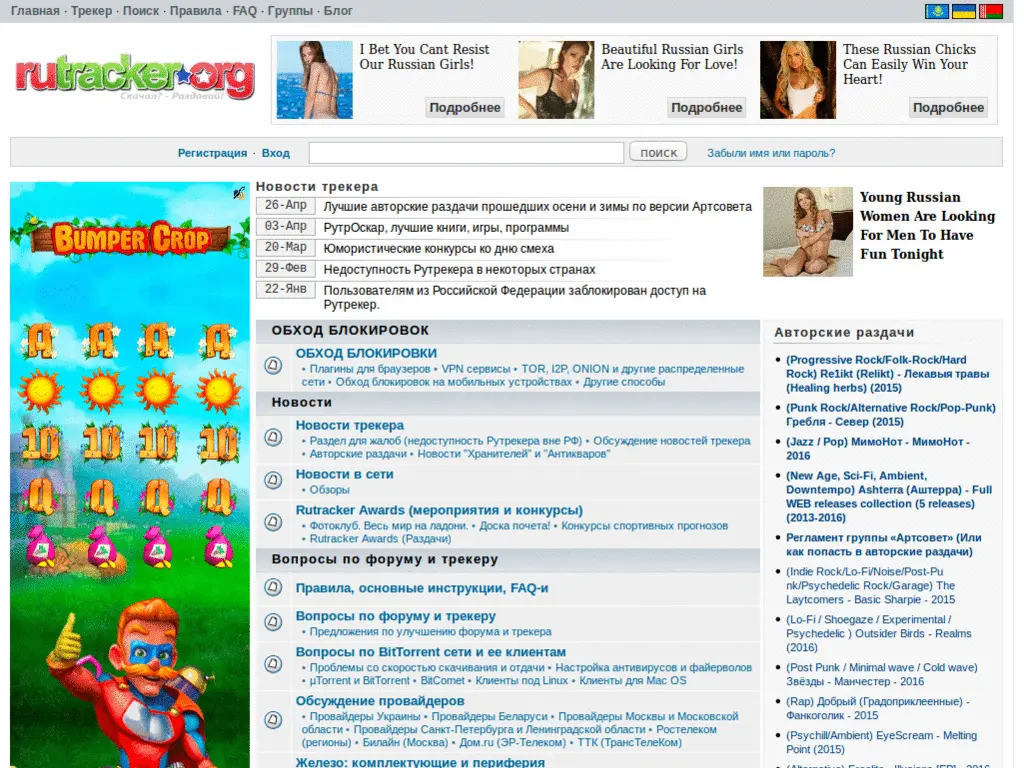 Главная · Трекер · Поиск · Правила · FAQ · Группы · Блог
rutracker.org
Скачал? - Раздавай!
I Bet You Cant Resist
Our Russian Girls!
Подробнее
Beautiful Russian Girls
Are Looking For Love!
Подробнее
These Russian Chicks
Can Easily Win Your
Heart!
Подробнее
Регистрация · Вход
поиск
Забыли имя или пароль?
BUMPER CROP
10 10 10 10
Новости трекера
26-Апр Лучшие авторские раздачи прошедших осени и зимы по версии Артсовета
03-Апр РутрОскар, лучшие книги, игры, программы
20-Мар Юмористические конкурсы ко дню смеха
29-Фев Недоступность Рутрекера в некоторых странах
22-Янв Пользователям из Российской Федерации заблокирован доступ на
Рутрекер.
Young Russian
Women Are Looking
For Men To Have
Fun Tonight
ОБХОД БЛОКИРОВОК
ОБХОД БЛОКИРОВКИ
• Плагины для браузеров • VPN сервисы • TOR, I2P, ONION и другие распределенные
сети • Обход блокировок на мобильных устройствах • Другие способы
Новости
Новости трекера
• Раздел для жалоб (недоступность Рутрекера вне РФ) • Обсуждение новостей трекера
• Авторские раздачи • Новости "Хранителей" и "Антикваров"
Новости в сети
• Обзоры
Rutracker Awards (мероприятия и конкурсы)
• Фотоклуб. Весь мир на ладони. • Доска почета! • Конкурсы спортивных прогнозов
• Rutracker Awards (Раздачи)
Вопросы по форуму и трекеру
Правила, основные инструкции, FAQ-и
Вопросы по форуму и трекеру
• Предложения по улучшению форума и трекера
Вопросы по BitTorrent сети и ее клиентам
• Проблемы со скоростью скачивания и отдачи • Настройка антивирусов и файерволов
• µTorrent и BitTorrent • BitComet • Клиенты под Linux • Клиенты для Mac OS
Обсуждение провайдеров
• Провайдеры Украины • Провайдеры Беларуси • Провайдеры Москвы и Московской
области • Провайдеры Санкт-Петербурга и Ленинградской области • Ростелеком
(регионы) • Билайн (Москва) • Дом.ru (ЭР-Телеком) • ТТК (ТрансТелеКом)
Железо: комплектующие и периферия
Авторские раздачи
• (Progressive Rock/Folk-Rock/Hard
Rock) Re1ikt (Relikt) - Лекавыя травы
(Healing herbs) (2015)
• (Punk Rock/Alternative Rock/Pop-Punk)
Гребля - Север (2015)
• (Jazz / Pop) МимоНот - МимоНот -
2016
• (New Age, Sci-Fi, Ambient,
Downtempo) Ashterra (Аштерра) - Full
WEB releases collection (5 releases)
(2013-2016)
• Регламент группы «Артсовет» (Или
как попасть в авторские раздачи)
• (Indie Rock/Lo-Fi/Noise/Post-Pu
nk/Psychedelic Rock/Garage) The
Laytcomers - Basic Sharpie - 2015
• (Lo-Fi / Shoegaze / Experimental /
Psychedelic ) Outsider Birds - Realms
(2016)
• (Post Punk / Minimal wave / Cold wave)
Звёзды - Манчестер - 2016
• (Rap) Добрый (Градоприклеенные) -
Фанкоголик - 2015
• (Psychill/Ambient) EyeScream - Melting
Point (2015)